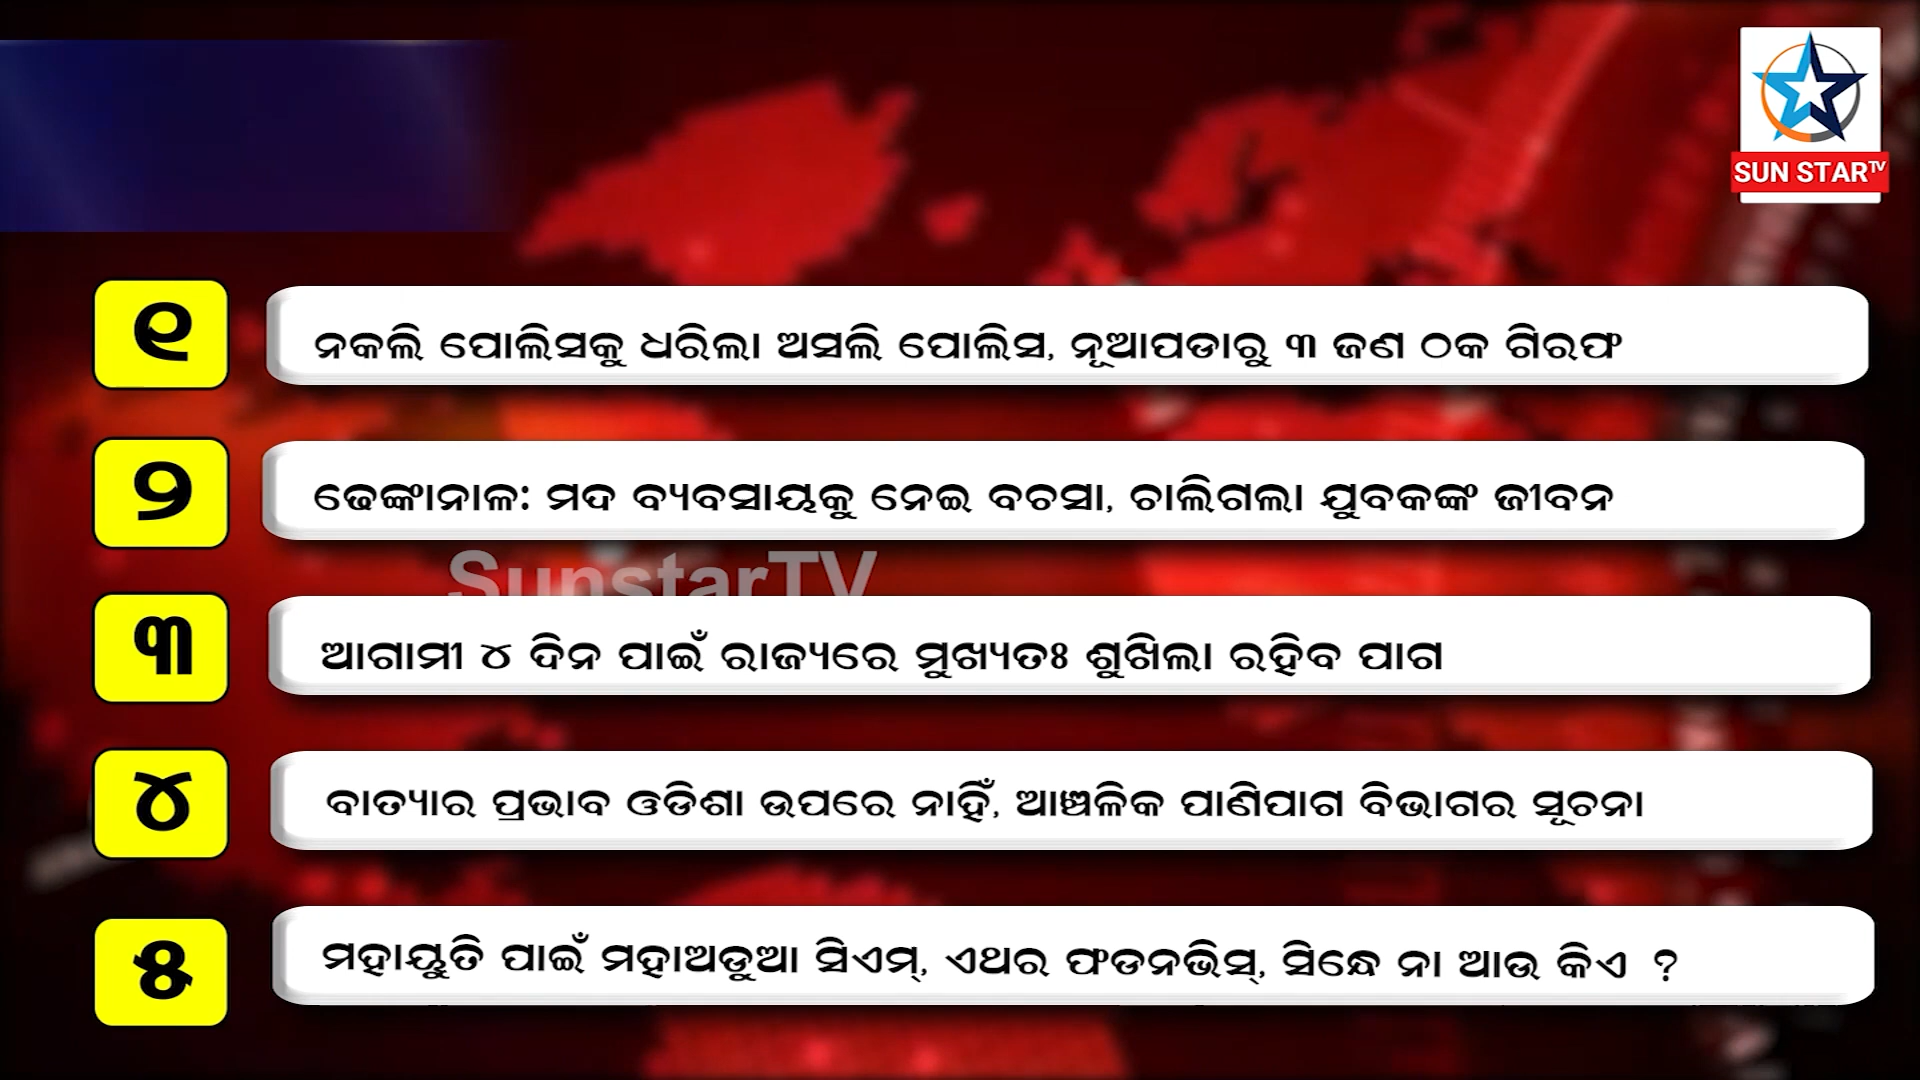 SUN STAR TV
୧
ନକଲି ପୋଲିସକୁ ଧରିଲା ଅସଲି ପୋଲିସ, ନୂଆପଡାରୁ ୩ ଜଣ ଠକ ଗିରଫ
୨
ଢେଙ୍କାନାଳ: ମଦ ବ୍ୟବସାୟକୁ ନେଇ ବଚସା, ଚାଲିଗଲା ଯୁବକଙ୍କ ଜୀବନ
SunstarTV
୩
ଆଗାମୀ ୪ ଦିନ ପାଇଁ ରାଜ୍ୟରେ ମୁଖ୍ୟତଃ ଶୁଖିଲା ରହିବ ପାଗ
୪
ବାତ୍ୟାର ପ୍ରଭାବ ଓଡିଶା ଉପରେ ନାହିଁ, ଆଞ୍ଚଳିକ ପାଣିପାଗ ବିଭାଗର ସୂଚନା
୫
ମହାଯୁତି ପାଇଁ ମହାଅଡୁଆ ସିଏମ୍, ଏଥର ଫଡନଭିସ୍, ସିନ୍ଧେ ନା ଆଉ କିଏ ?